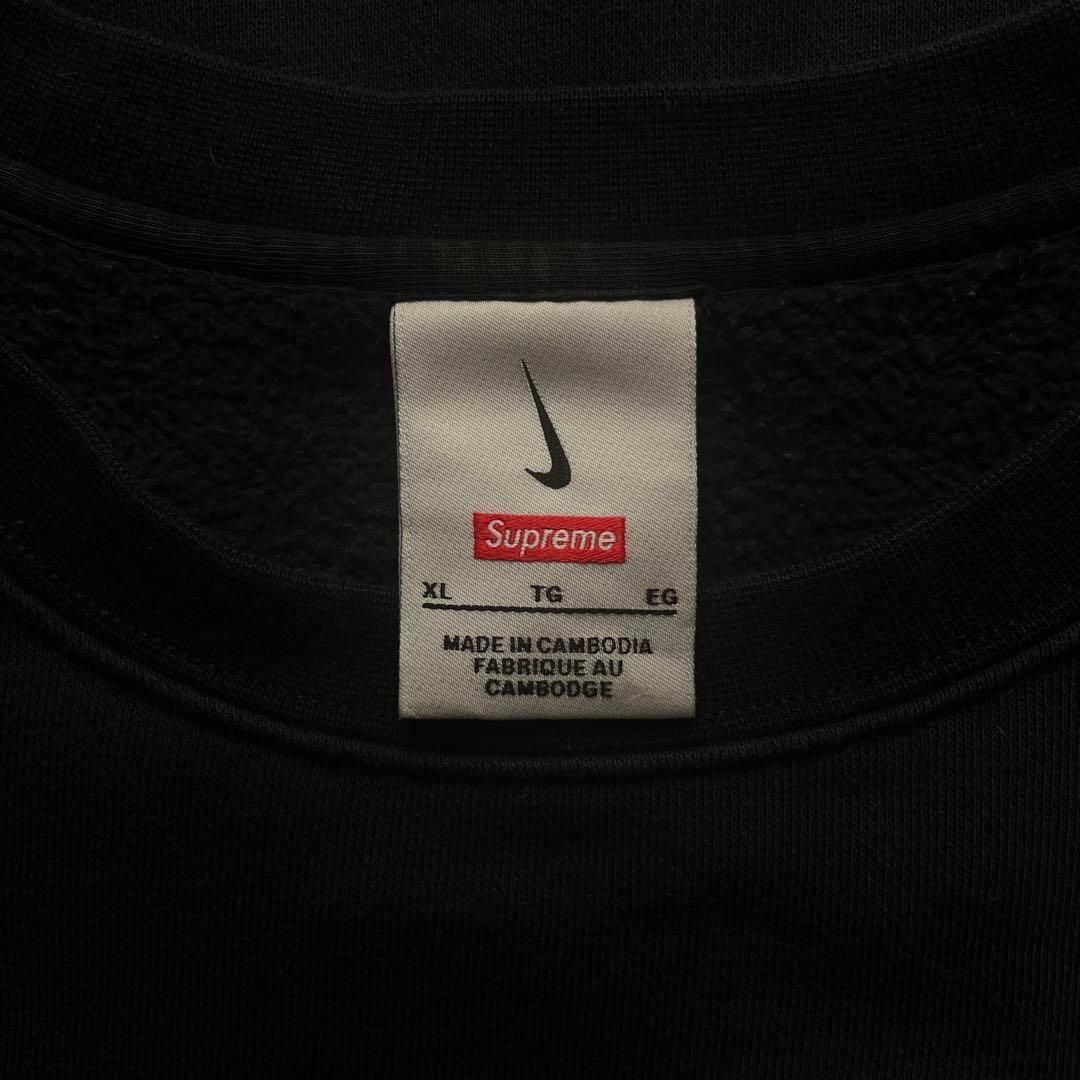 Supreme
XL TG EG
MADE IN CAMBODIA
FABRIQUE AU
CAMBODGE